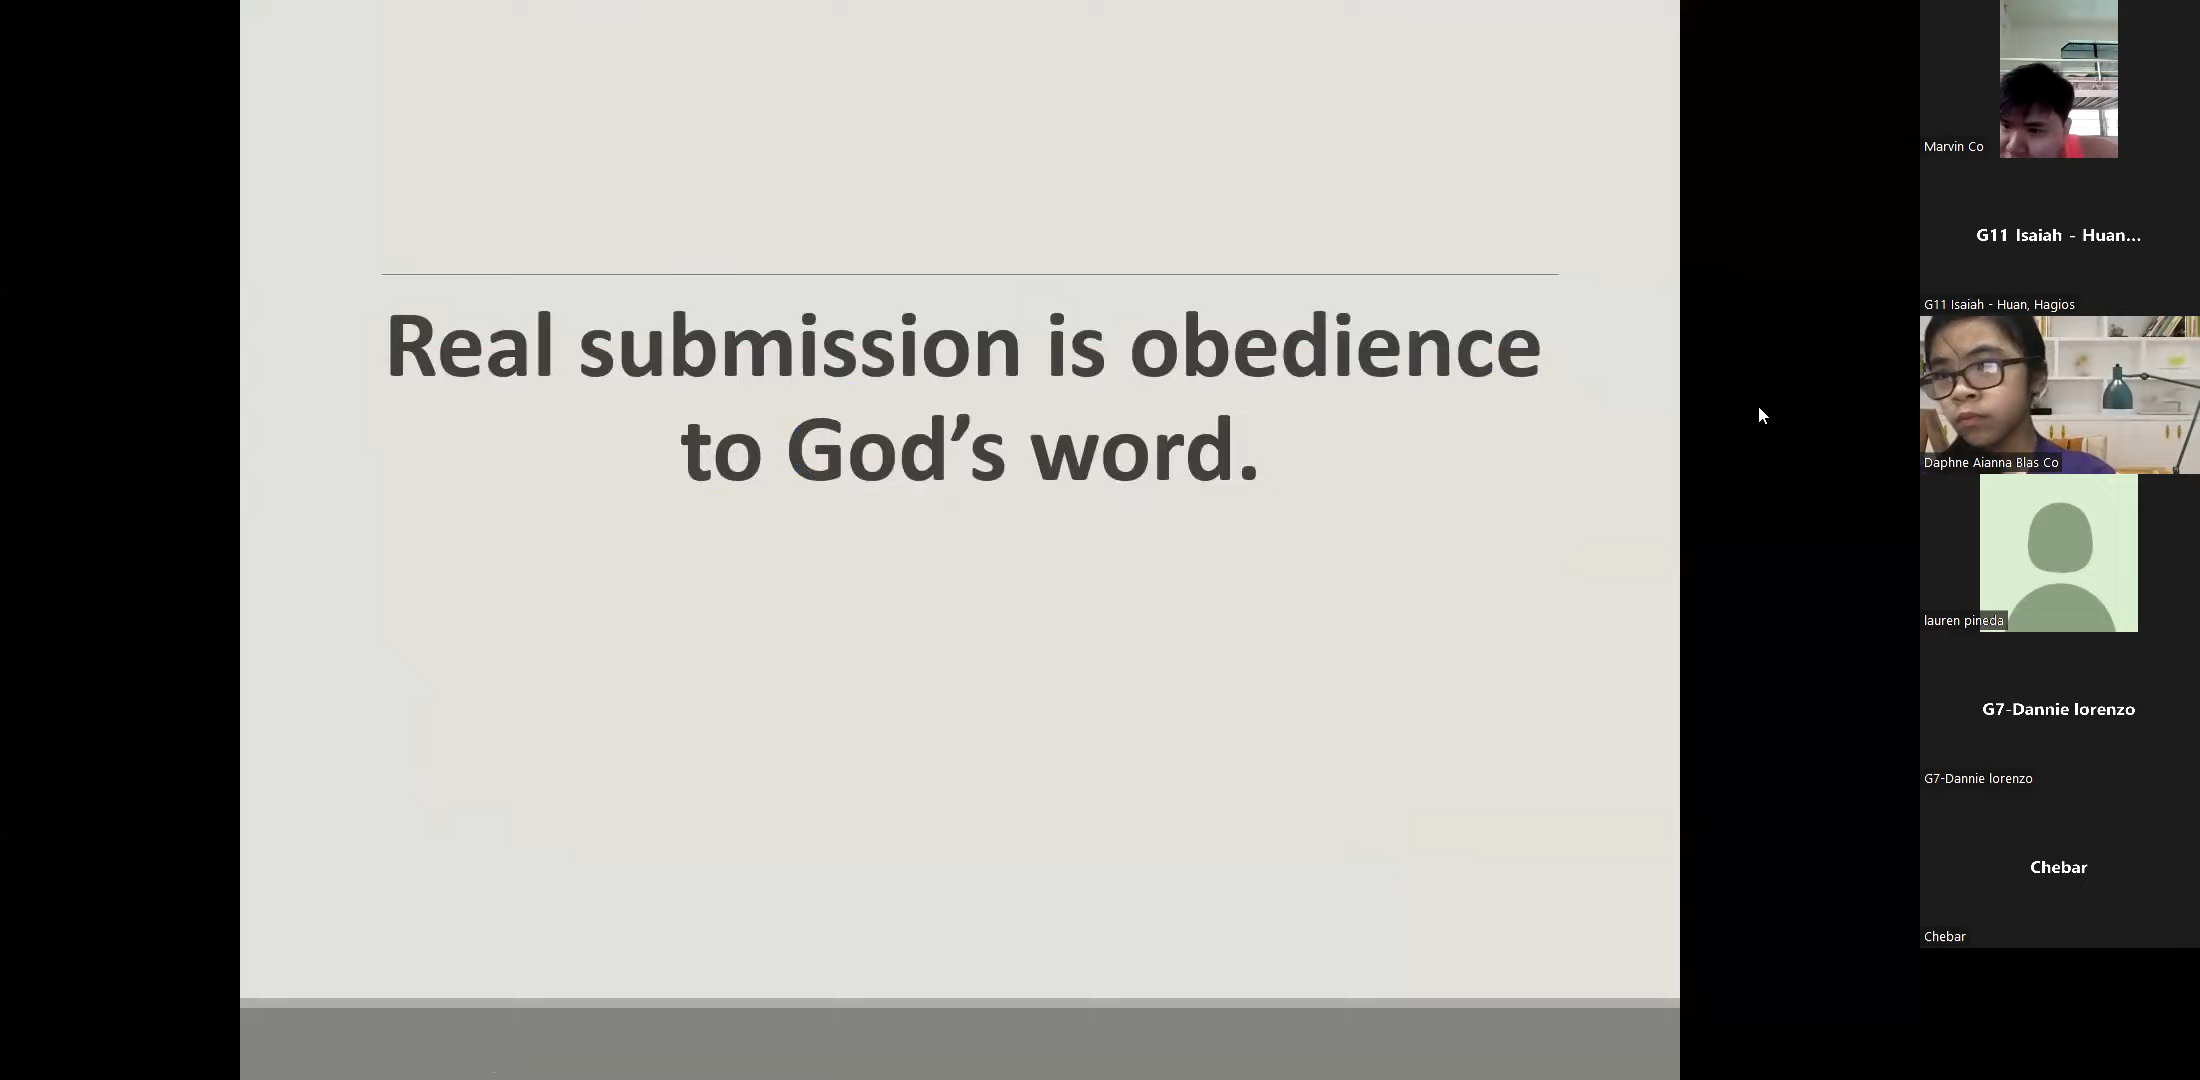 Real submission is obedience
to God’s word.
Marvin Co
G11 Isaiah - Huan...
G11 Isaiah - Huan, Hagios
Daphne Aianna Blas Co
lauren pineda
G7-Dannie lorenzo
G7-Dannie lorenzo
Chebar
Chebar